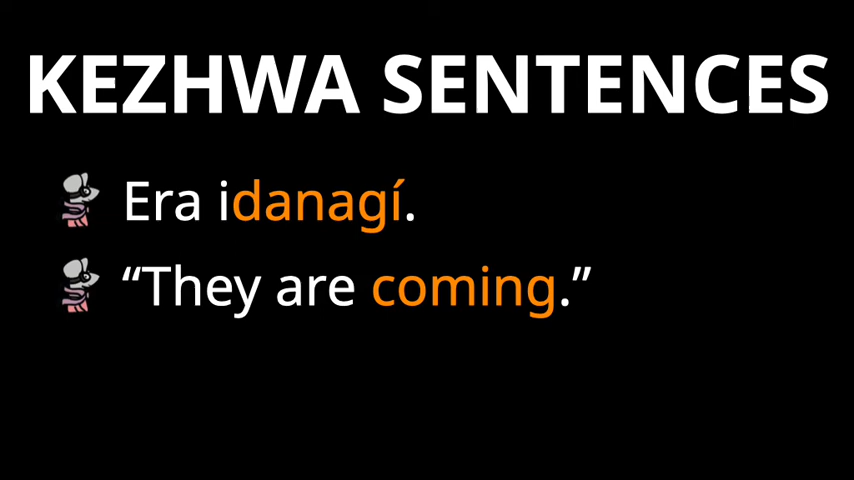 KEZHWA SENTENCES
Era idanagí.
“They are coming.”